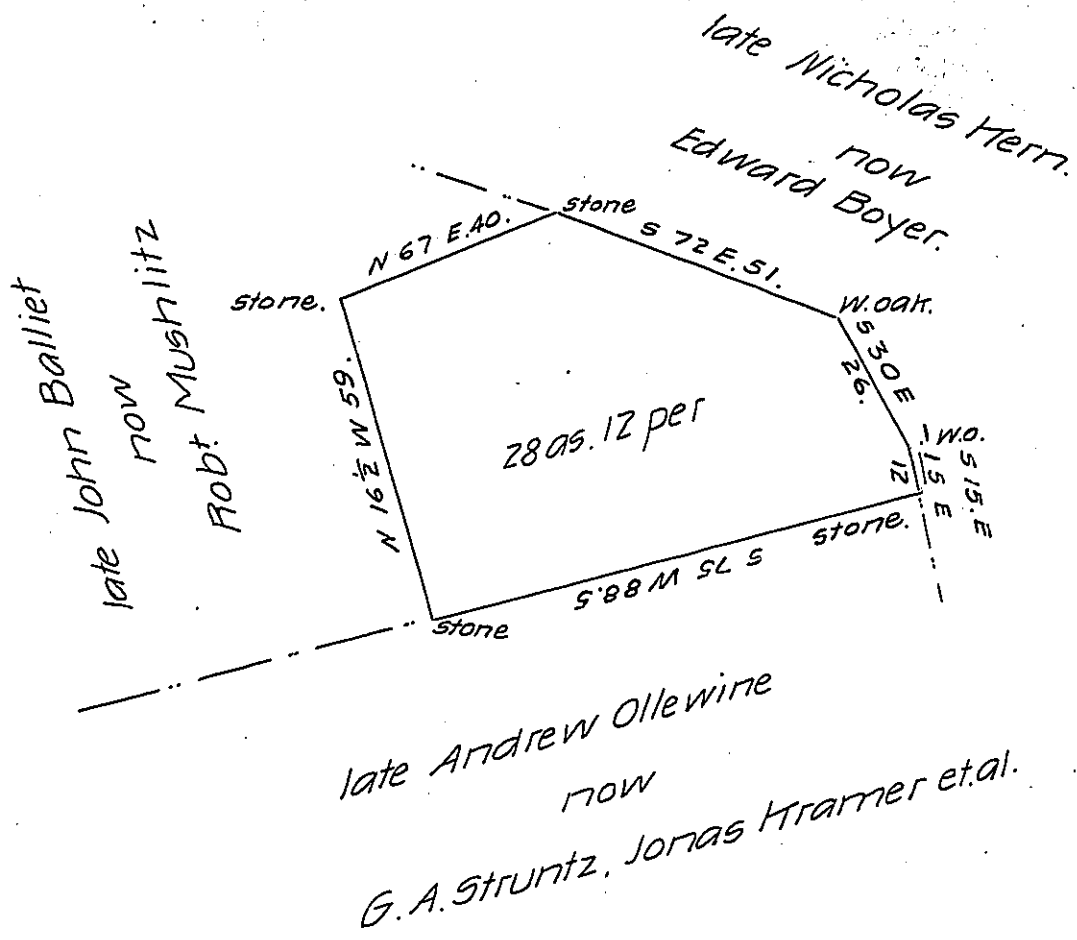 late Nicholas Hern.
now
Edward Boyer.
stone
N 67 E.40.
S 72 E.51.
stone.
W.oak.
late John Balliet
now
Robt Mushlitz
S 30 E
26.
N 16 1/2 W 59.
28 as. 12 per
W.o.
S 15. E
15 E
12
stone.
S 75 W 88.5
stone
late Andrew Ollewine
now
G.A. Struntz, Jonas Kramer et.al.